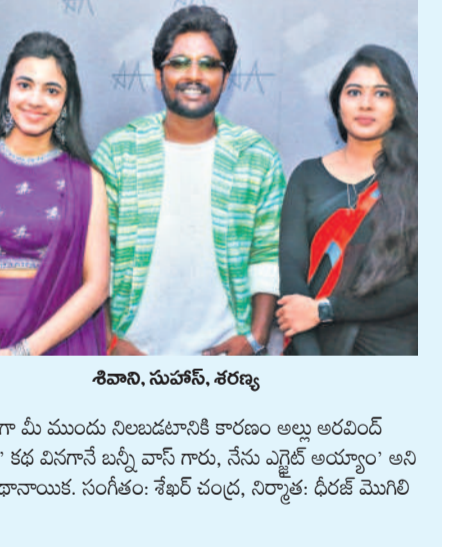 శివాని, సుహాస్, శరణ్య
గా మీ ముందు నిలబడటానికి కారణం అల్లు అరవింద్
’ కథ వినగానే బన్నీ వాస్ గారు, నేను ఎగ్జైట్ అయ్యాం’ అని
థానాయిక. సంగీతం: శేఖర్ చంద్ర, నిర్మాత: ధీరజ్ మొగిలి